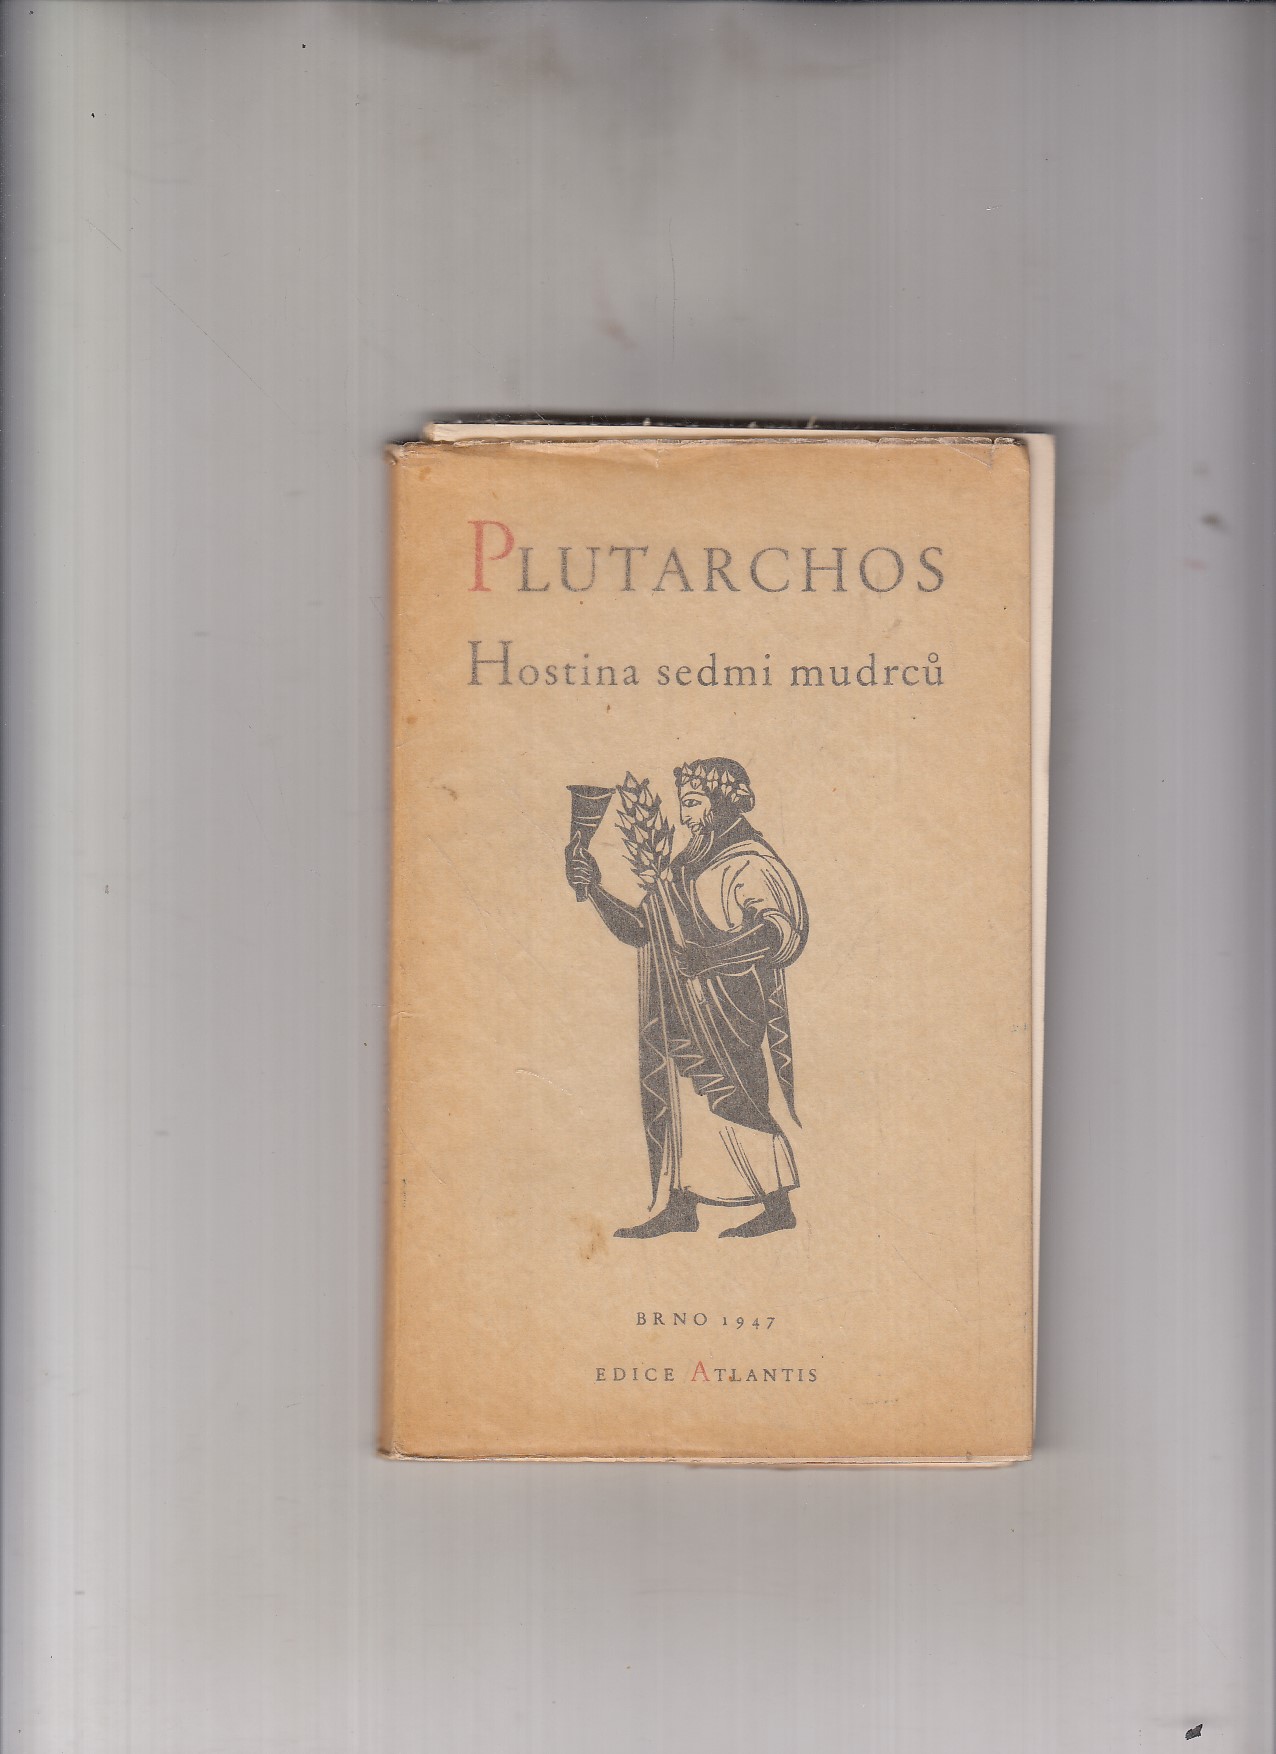 PLUTARCHOS
Hostina sedmi mudrců
BRNO 1947
EDICE ATLANTIS